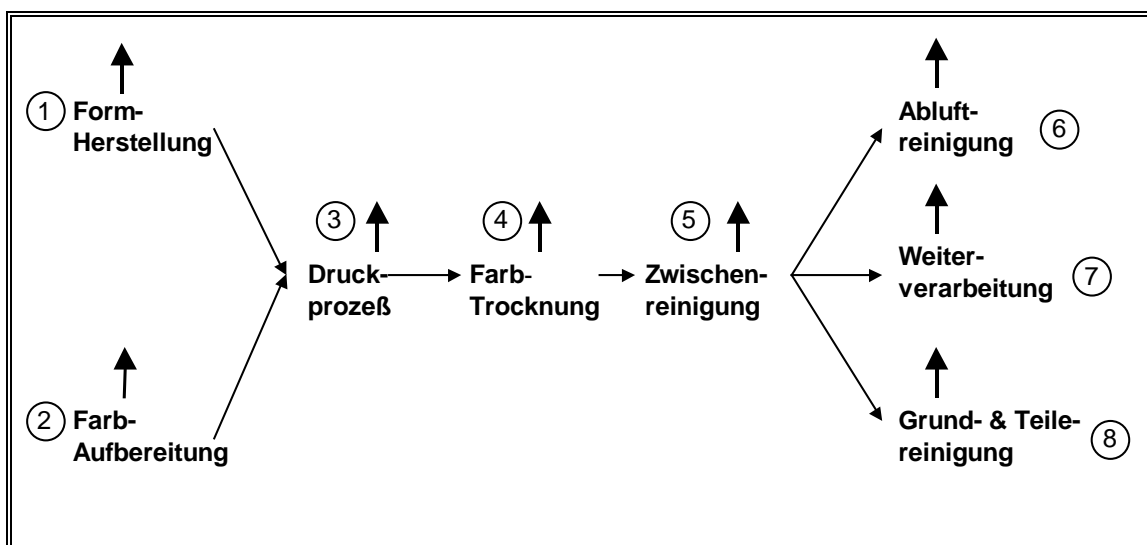 1 Form-
Herstellung
2 Farb-
Aufbereitung
3
Druck-
prozeß
4
Farb-
Trocknung
5
Zwischen-
reinigung
Abluft-
reinigung 6
Weiter-
verarbeitung 7
Grund- & Teile-
reinigung 8